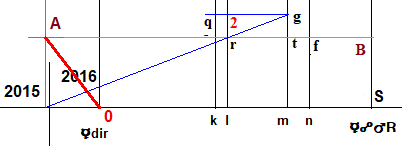 A q 2 g
r t f B
2016
2015 S
0 k l m n
☿dir ☿☍♂R